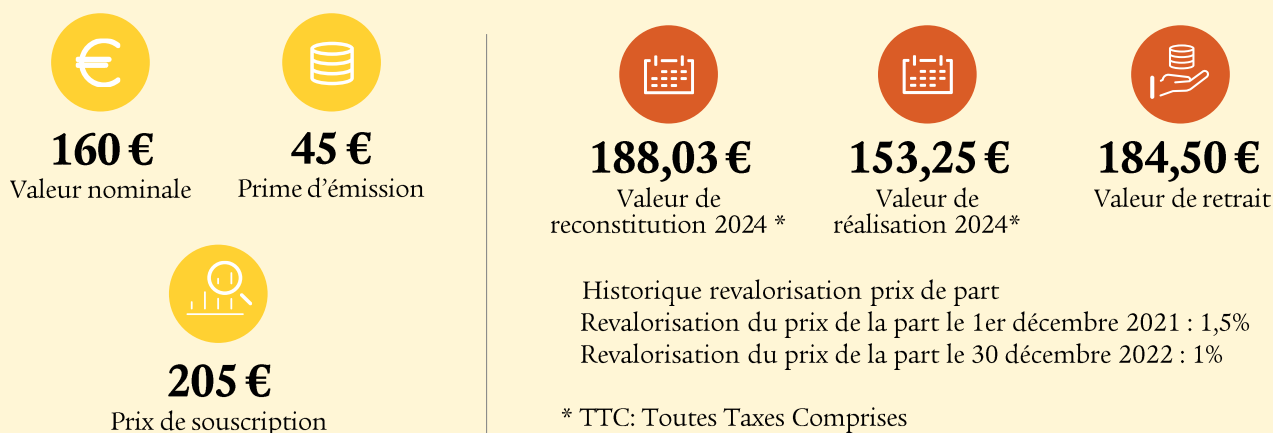 160 €
Valeur nominale
45 €
Prime d’émission
205 €
Prix de souscription
188,03 €
Valeur de
reconstitution 2024 *
153,25 €
Valeur de
réalisation 2024*
184,50 €
Valeur de retrait
Historique revalorisation prix de part
Revalorisation du prix de la part le 1er décembre 2021 : 1,5%
Revalorisation du prix de la part le 30 décembre 2022 : 1%
* TTC: Toutes Taxes Comprises